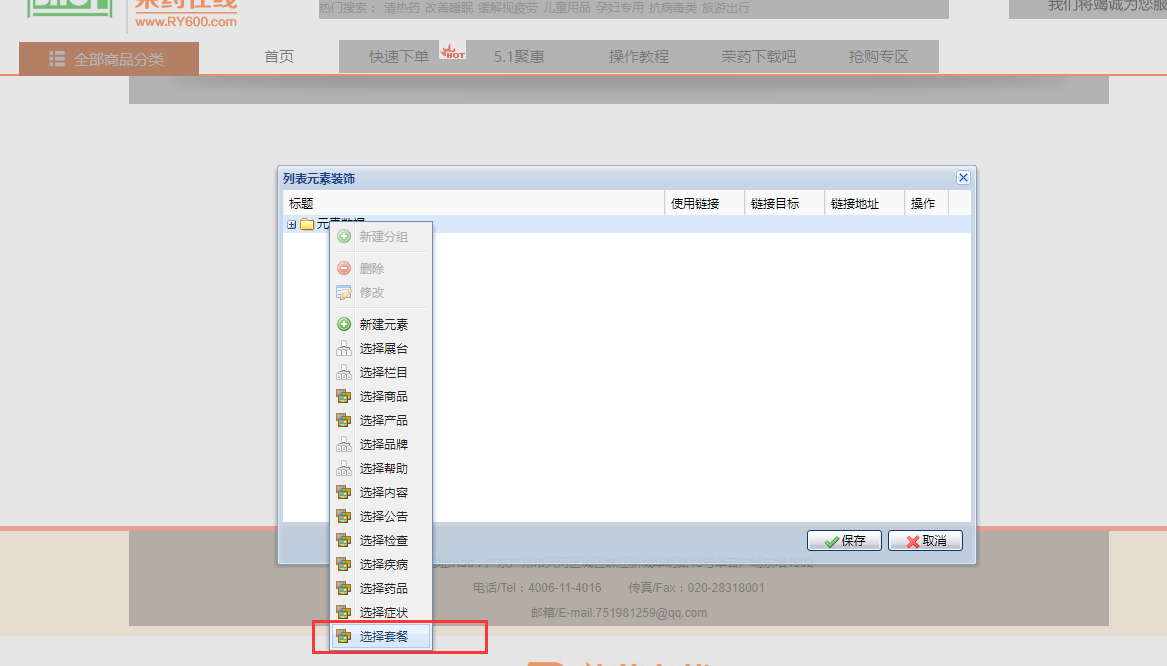 荣药在线
www.RY600.com
热门搜索： 清热药 改善睡眠 缓解视疲劳 儿童用品 孕妇专用 抗病毒类 旅游出行
我们将竭诚为您服
全部商品分类
首页
快速下单
HOT
5.1聚惠
操作教程
荣药下载吧
抢购专区
列表元素装饰
标题
使用链接
链接目标
链接地址
操作
元素数据
新建分组
删除
修改
新建元素
选择展台
选择栏目
选择商品
选择产品
选择品牌
选择帮助
选择内容
选择公告
选择检查
选择疾病
选择药品
选择症状
选择套餐
保存
取消
电话/Tel：4006-11-4016 传真/Fax：020-28318001
邮箱/E-mail:751981259@qq.com